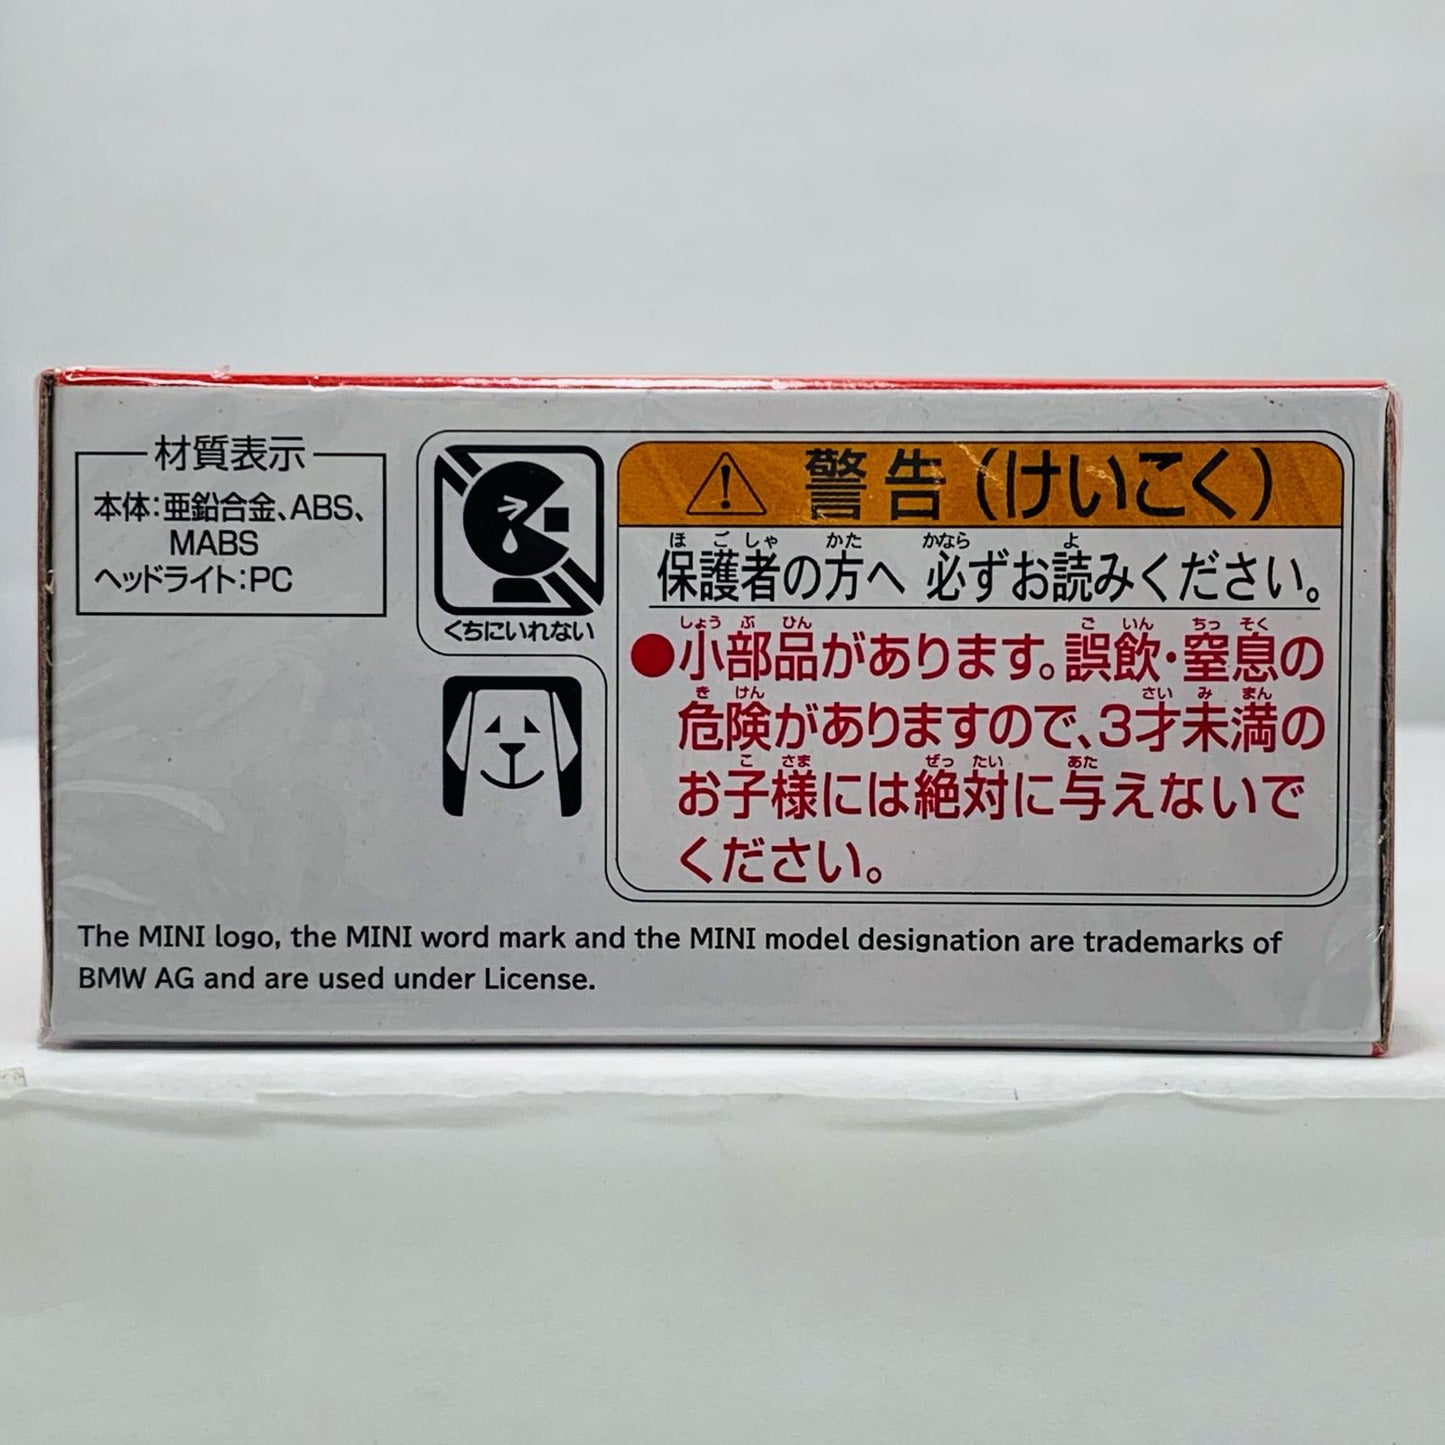 材質表示
本体:亜鉛合金、ABS、
MABS
ヘッドライト:PC
くちにいれない
警告(けいこく)
ほ ご しゃ かた かなら よ
保護者の方へ 必ずお読みください。
しょう ぶ ひん ご いん ちっ そく
●小部品があります。誤飲・窒息の
き けん さい み まん
危険がありますので、3才未満の
こ さま ぜっ たい あた
お子様には絶対に与えないで
ください。
The MINI logo, the MINI word mark and the MINI model designation are trademarks of
BMW AG and are used under License.